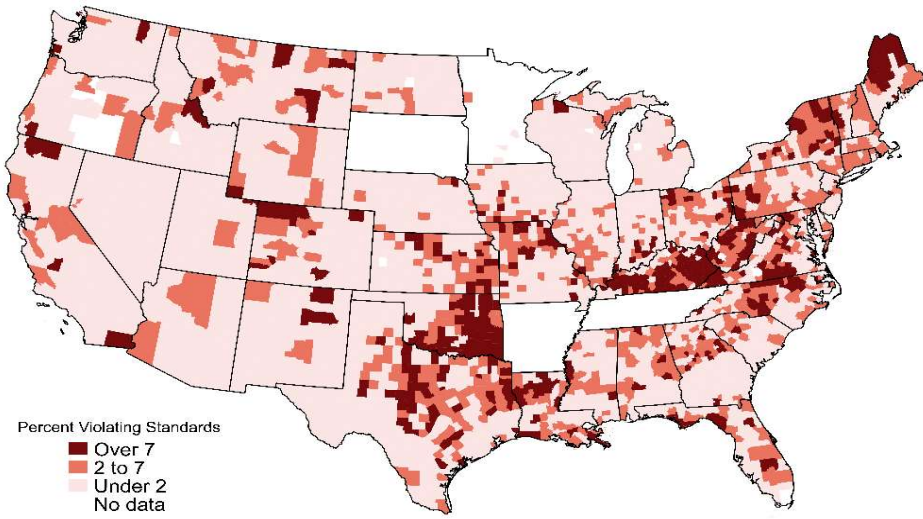 Percent Violating Standards
Over 7
2 to 7
Under 2
No data